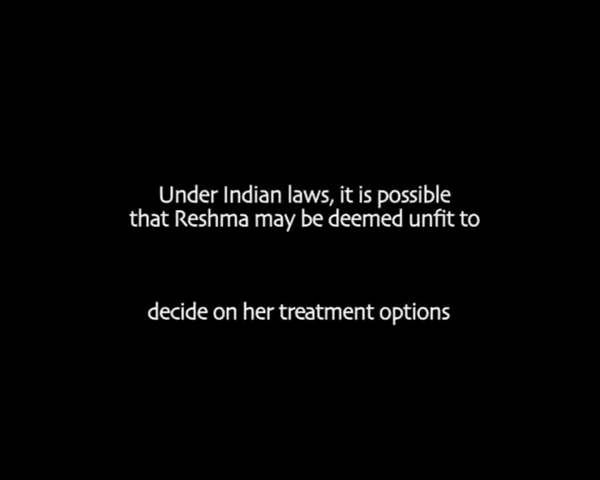 Under Indian laws, it is possible
that Reshma may be deemed unfit to
decide on her treatment options